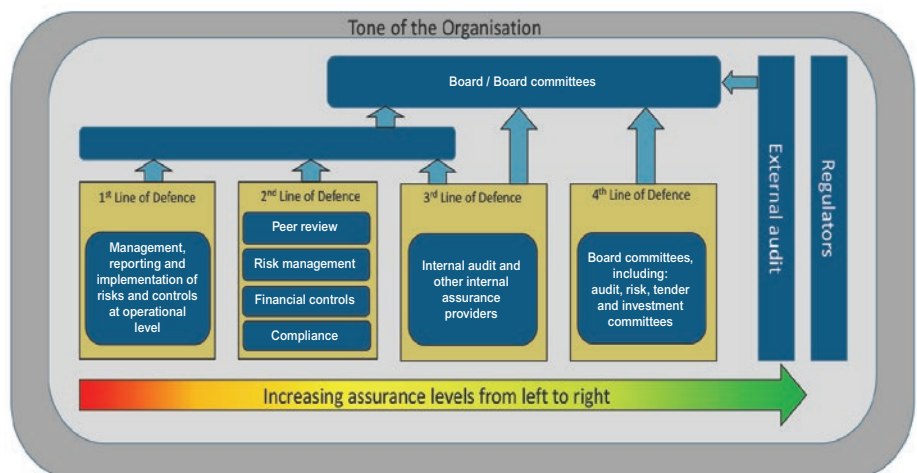 Tone of the Organisation
Board / Board committees
1st Line of Defence
Management,
reporting and
implementation of
risks and controls
at operational
level
2nd Line of Defence
Peer review
Risk management
Financial controls
Compliance
3rd Line of Defence
Internal audit and
other internal
assurance
providers
4th Line of Defence
Board committees,
including:
audit, risk, tender
and investment
committees
External audit
Regulators
Increasing assurance levels from left to right